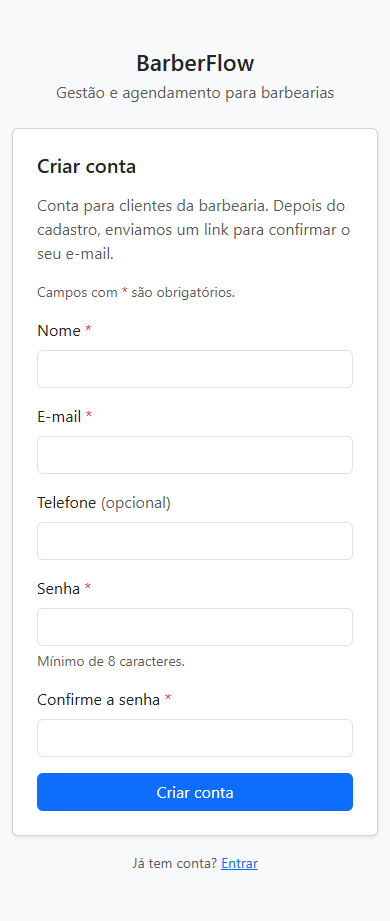 BarberFlow
Gestão e agendamento para barbearias
Criar conta
Conta para clientes da barbearia. Depois do
cadastro, enviamos um link para confirmar o
seu e-mail.
Campos com * são obrigatórios.
Nome *
E-mail *
Telefone (opcional)
Senha *
Mínimo de 8 caracteres.
Confirme a senha *
Criar conta
Já tem conta? Entrar